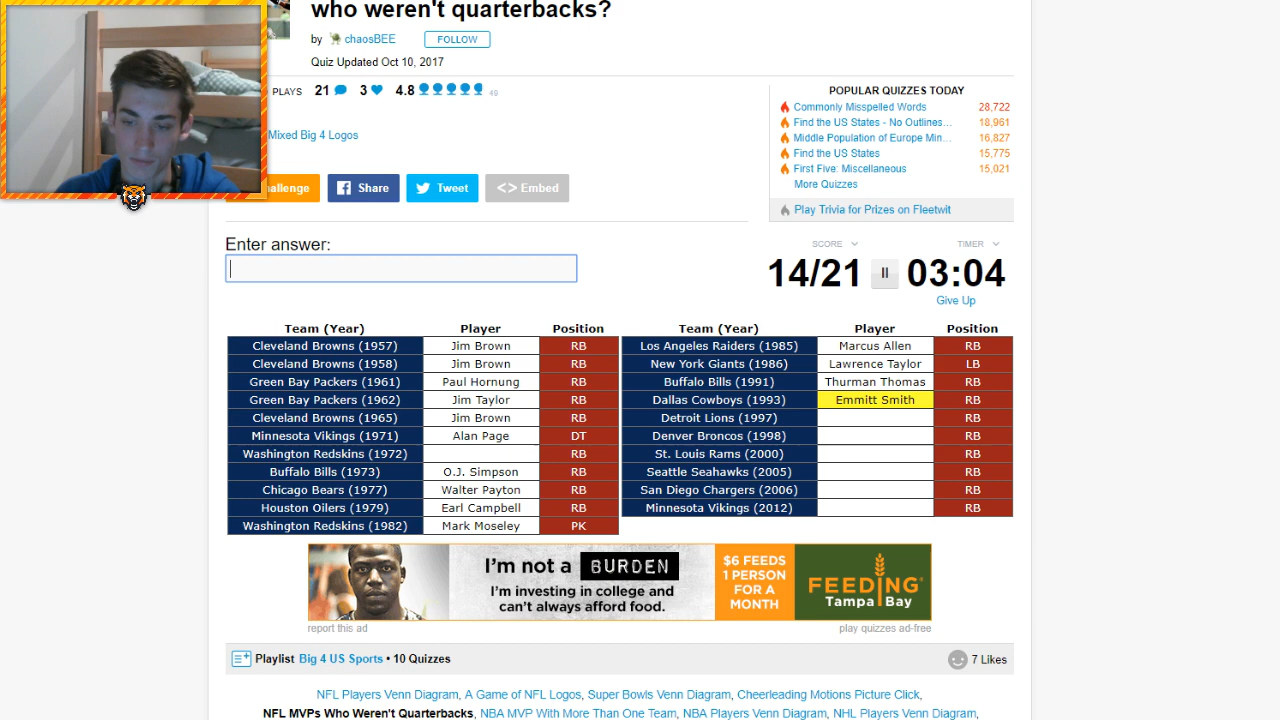 who weren't quarterbacks?
by chaosBEE FOLLOW
Quiz Updated Oct 10, 2017
PLAYS 21 3 4.8
Mixed Big 4 Logos
hallenge Share Tweet <> Embed
POPULAR QUIZZES TODAY
Commonly Misspelled Words 28,722
Find the US States - No Outlines... 18,961
Middle Population of Europe Min... 16,827
Find the US States 15,775
First Five: Miscellaneous 15,021
More Quizzes
Play Trivia for Prizes on Fleetwit
Enter answer:
SCORE TIMER
14/21 03:04
Give Up
Team (Year) Player Position
Cleveland Browns (1957) Jim Brown RB
Cleveland Browns (1958) Jim Brown RB
Green Bay Packers (1961) Paul Hornung RB
Green Bay Packers (1962) Jim Taylor RB
Cleveland Browns (1965) Jim Brown RB
Minnesota Vikings (1971) Alan Page DT
Washington Redskins (1972) RB
Buffalo Bills (1973) O.J. Simpson RB
Chicago Bears (1977) Walter Payton RB
Houston Oilers (1979) Earl Campbell RB
Washington Redskins (1982) Mark Moseley PK
Team (Year) Player Position
Los Angeles Raiders (1985) Marcus Allen RB
New York Giants (1986) Lawrence Taylor LB
Buffalo Bills (1991) Thurman Thomas RB
Dallas Cowboys (1993) Emmitt Smith RB
Detroit Lions (1997) RB
Denver Broncos (1998) RB
St. Louis Rams (2000) RB
Seattle Seahawks (2005) RB
San Diego Chargers (2006) RB
Minnesota Vikings (2012) RB
I'm not a BURDEN
I'm investing in college and
can't always afford food.
$6 FEEDS
1 PERSON
FOR A
MONTH
FEEDING
Tampa Bay
report this ad play quizzes ad-free
Playlist Big 4 US Sports • 10 Quizzes 7 Likes
NFL Players Venn Diagram, A Game of NFL Logos, Super Bowls Venn Diagram, Cheerleading Motions Picture Click,
NFL MVPs Who Weren't Quarterbacks, NBA MVP With More Than One Team, NBA Players Venn Diagram, NHL Players Venn Diagram,